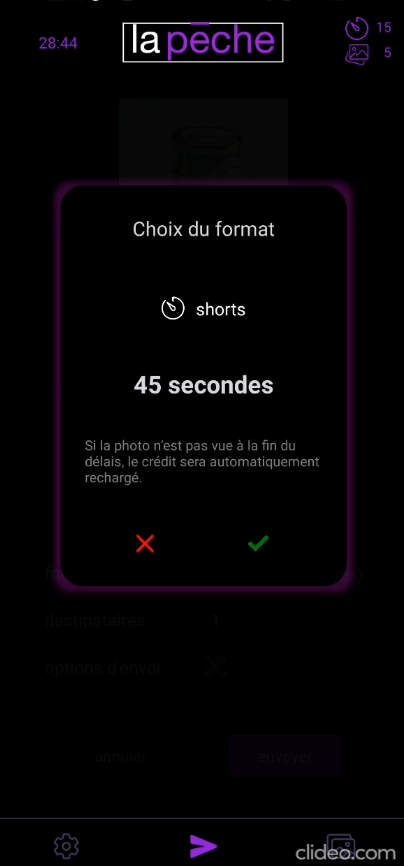 28:44
la pēche
15
5
Choix du format
shorts
45 secondes
Si la photo n'est pas vue à la fin du
délais, le crédit sera automatiquement
rechargé.
destinataires 1
options d'envoi
annuler envoyer
clideo.com